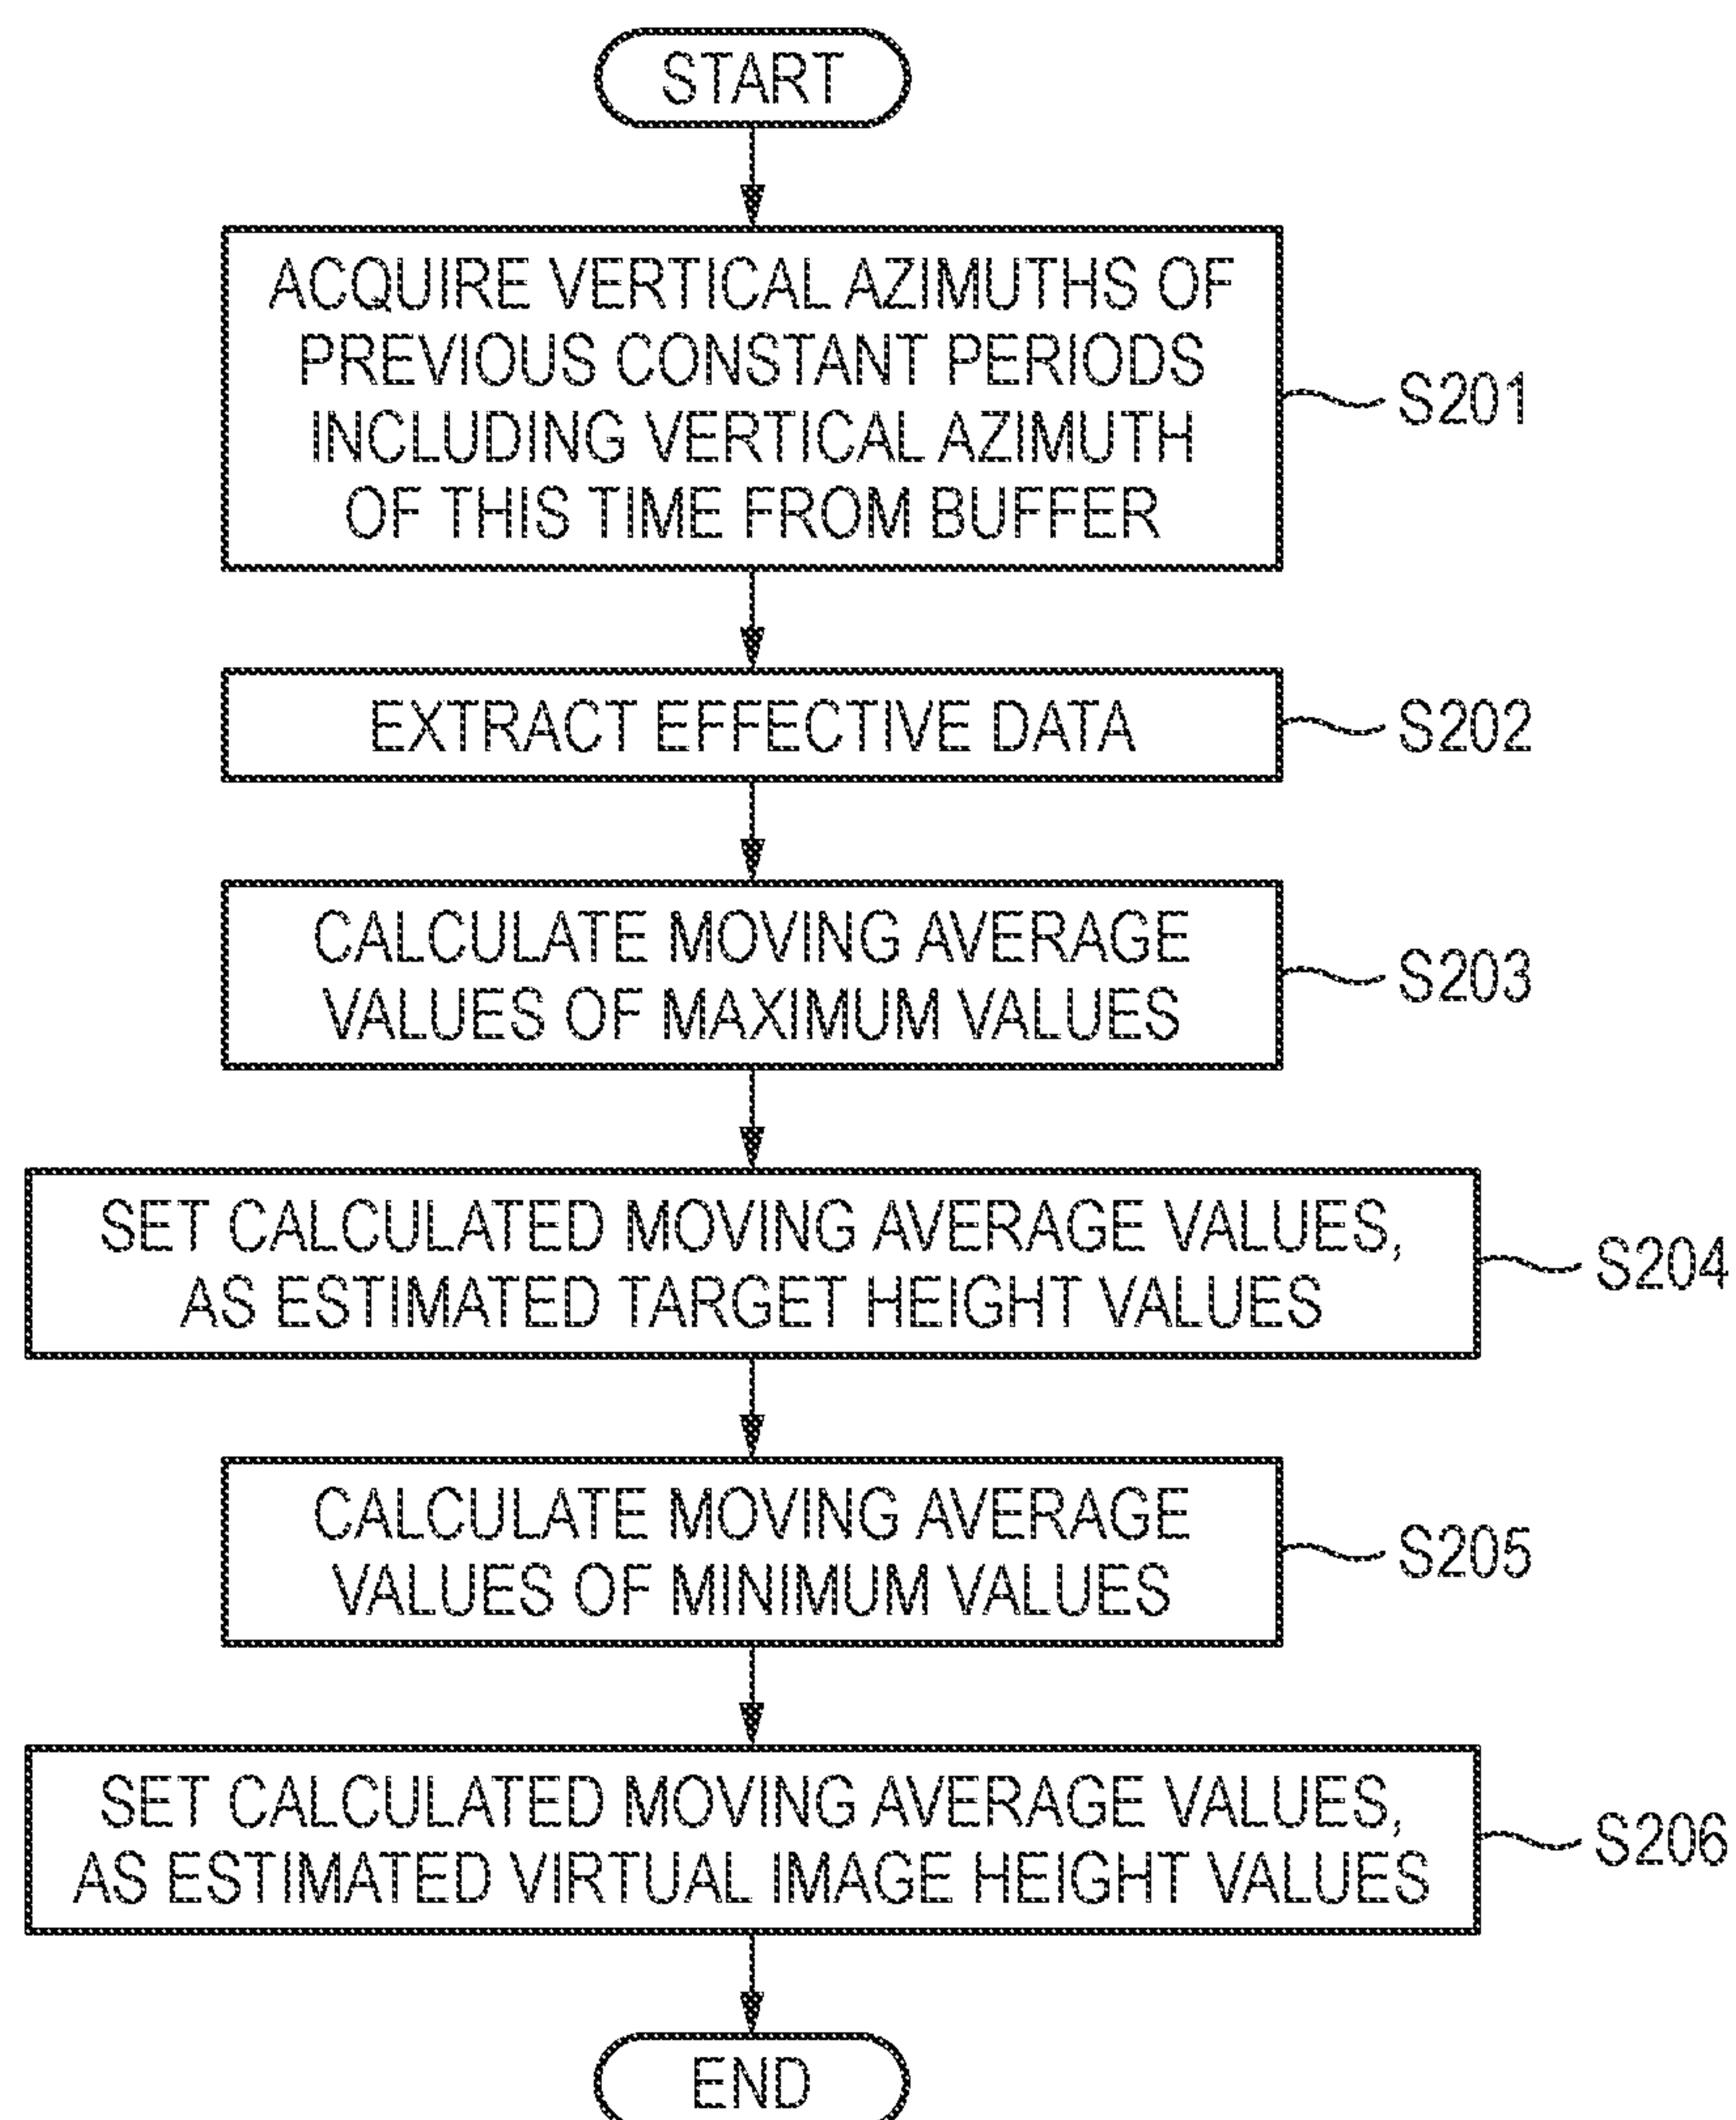 START
ACQUIRE VERTICAL AZIMUTHS OF
PREVIOUS CONSTANT PERIODS
INCLUDING VERTICAL AZIMUTH
OF THIS TIME FROM BUFFER
S201
EXTRACT EFFECTIVE DATA
S202
CALCULATE MOVING AVERAGE
VALUES OF MAXIMUM VALUES
S203
SET CALCULATED MOVING AVERAGE VALUES,
AS ESTIMATED TARGET HEIGHT VALUES
S204
CALCULATE MOVING AVERAGE
VALUES OF MINIMUM VALUES
S205
SET CALCULATED MOVING AVERAGE VALUES,
AS ESTIMATED VIRTUAL IMAGE HEIGHT VALUES
S206
END